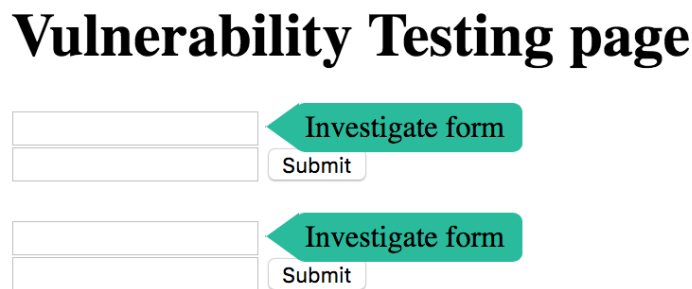 Vulnerability Testing page
Investigate form
Submit
Investigate form
Submit